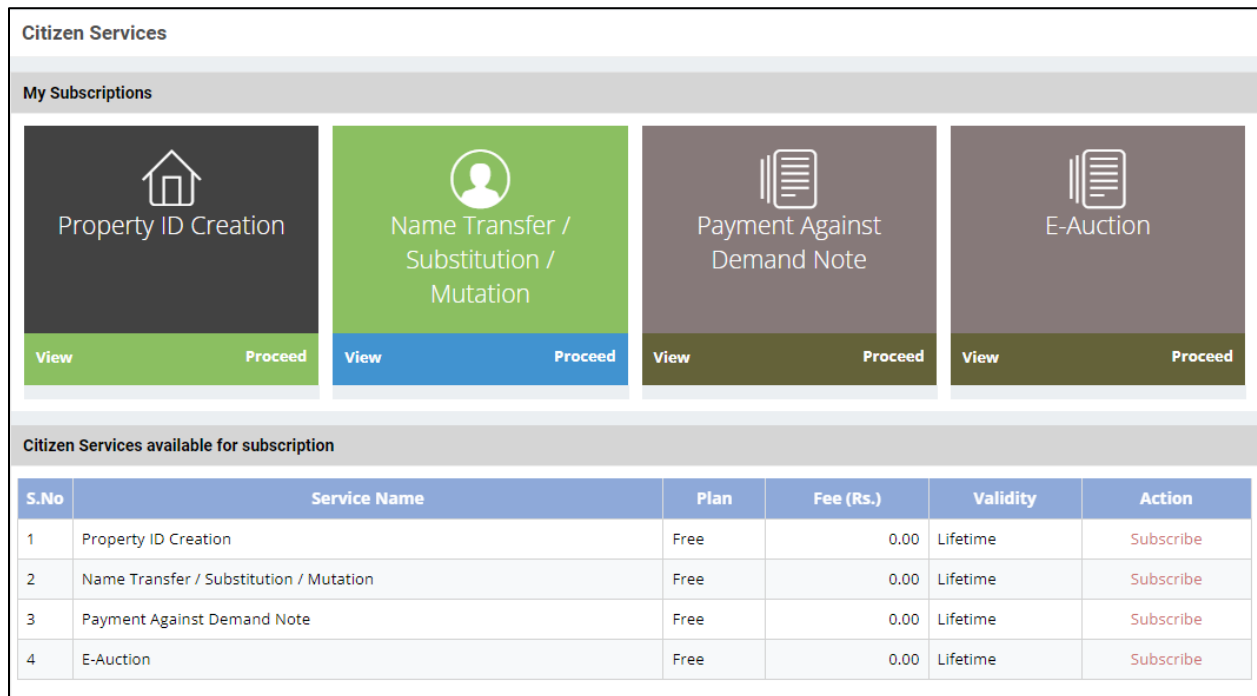 Citizen Services
My Subscriptions
Property ID Creation
View Proceed
Name Transfer /
Substitution /
Mutation
View Proceed
Payment Against
Demand Note
View Proceed
E-Auction
View Proceed
Citizen Services available for subscription
S.No Service Name Plan Fee (Rs.) Validity Action
1 Property ID Creation Free 0.00 Lifetime Subscribe
2 Name Transfer / Substitution / Mutation Free 0.00 Lifetime Subscribe
3 Payment Against Demand Note Free 0.00 Lifetime Subscribe
4 E-Auction Free 0.00 Lifetime Subscribe